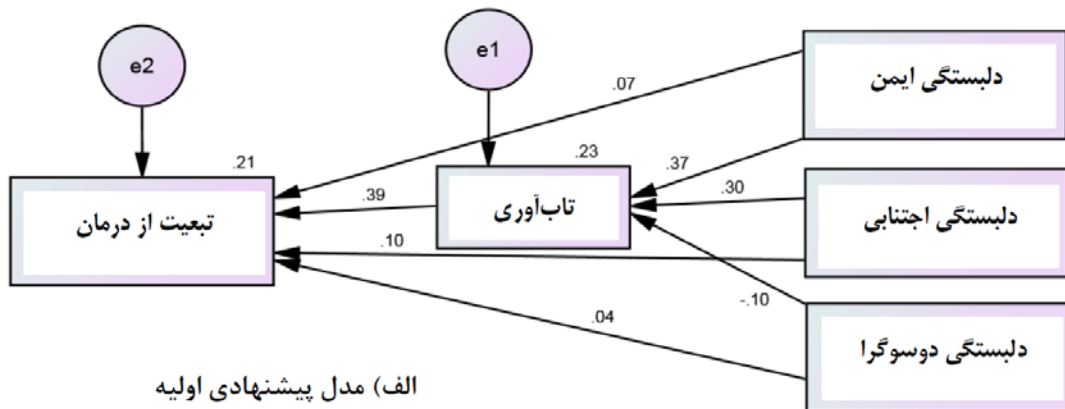 e2
e1
دلبستگی ایمن
.07
.21
.23
.37
تبعیت از درمان
.39
تاب‌آوری
.30
دلبستگی اجتنابی
.10
-.10
.04
دلبستگی دوسوگرا
الف) مدل پیشنهادی اولیه